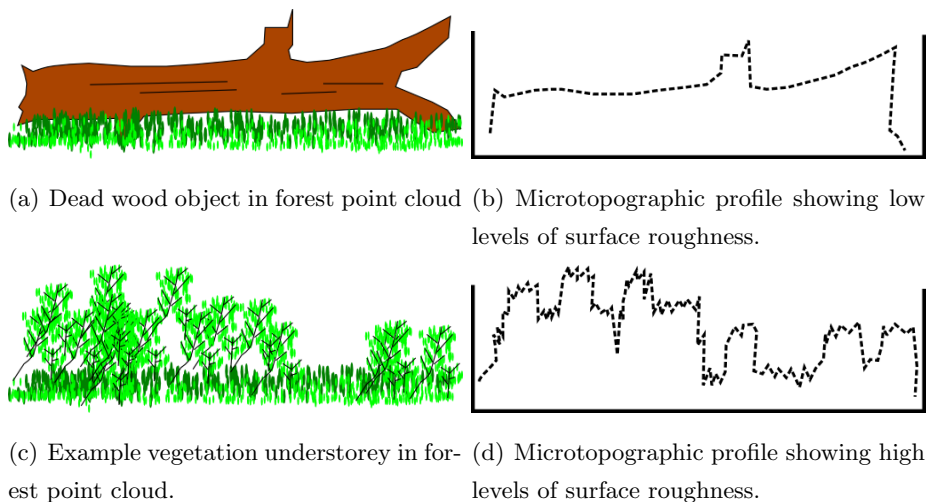 (a) Dead wood object in forest point cloud
(b) Microtopographic profile showing low
levels of surface roughness.
(c) Example vegetation understorey in for-
est point cloud.
(d) Microtopographic profile showing high
levels of surface roughness.